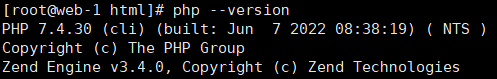 [root@web-1 html]# php --version
PHP 7.4.30 (cli) (built: Jun  7 2022 08:38:19) ( NTS )
Copyright (c) The PHP Group
Zend Engine v3.4.0, Copyright (c) Zend Technologies